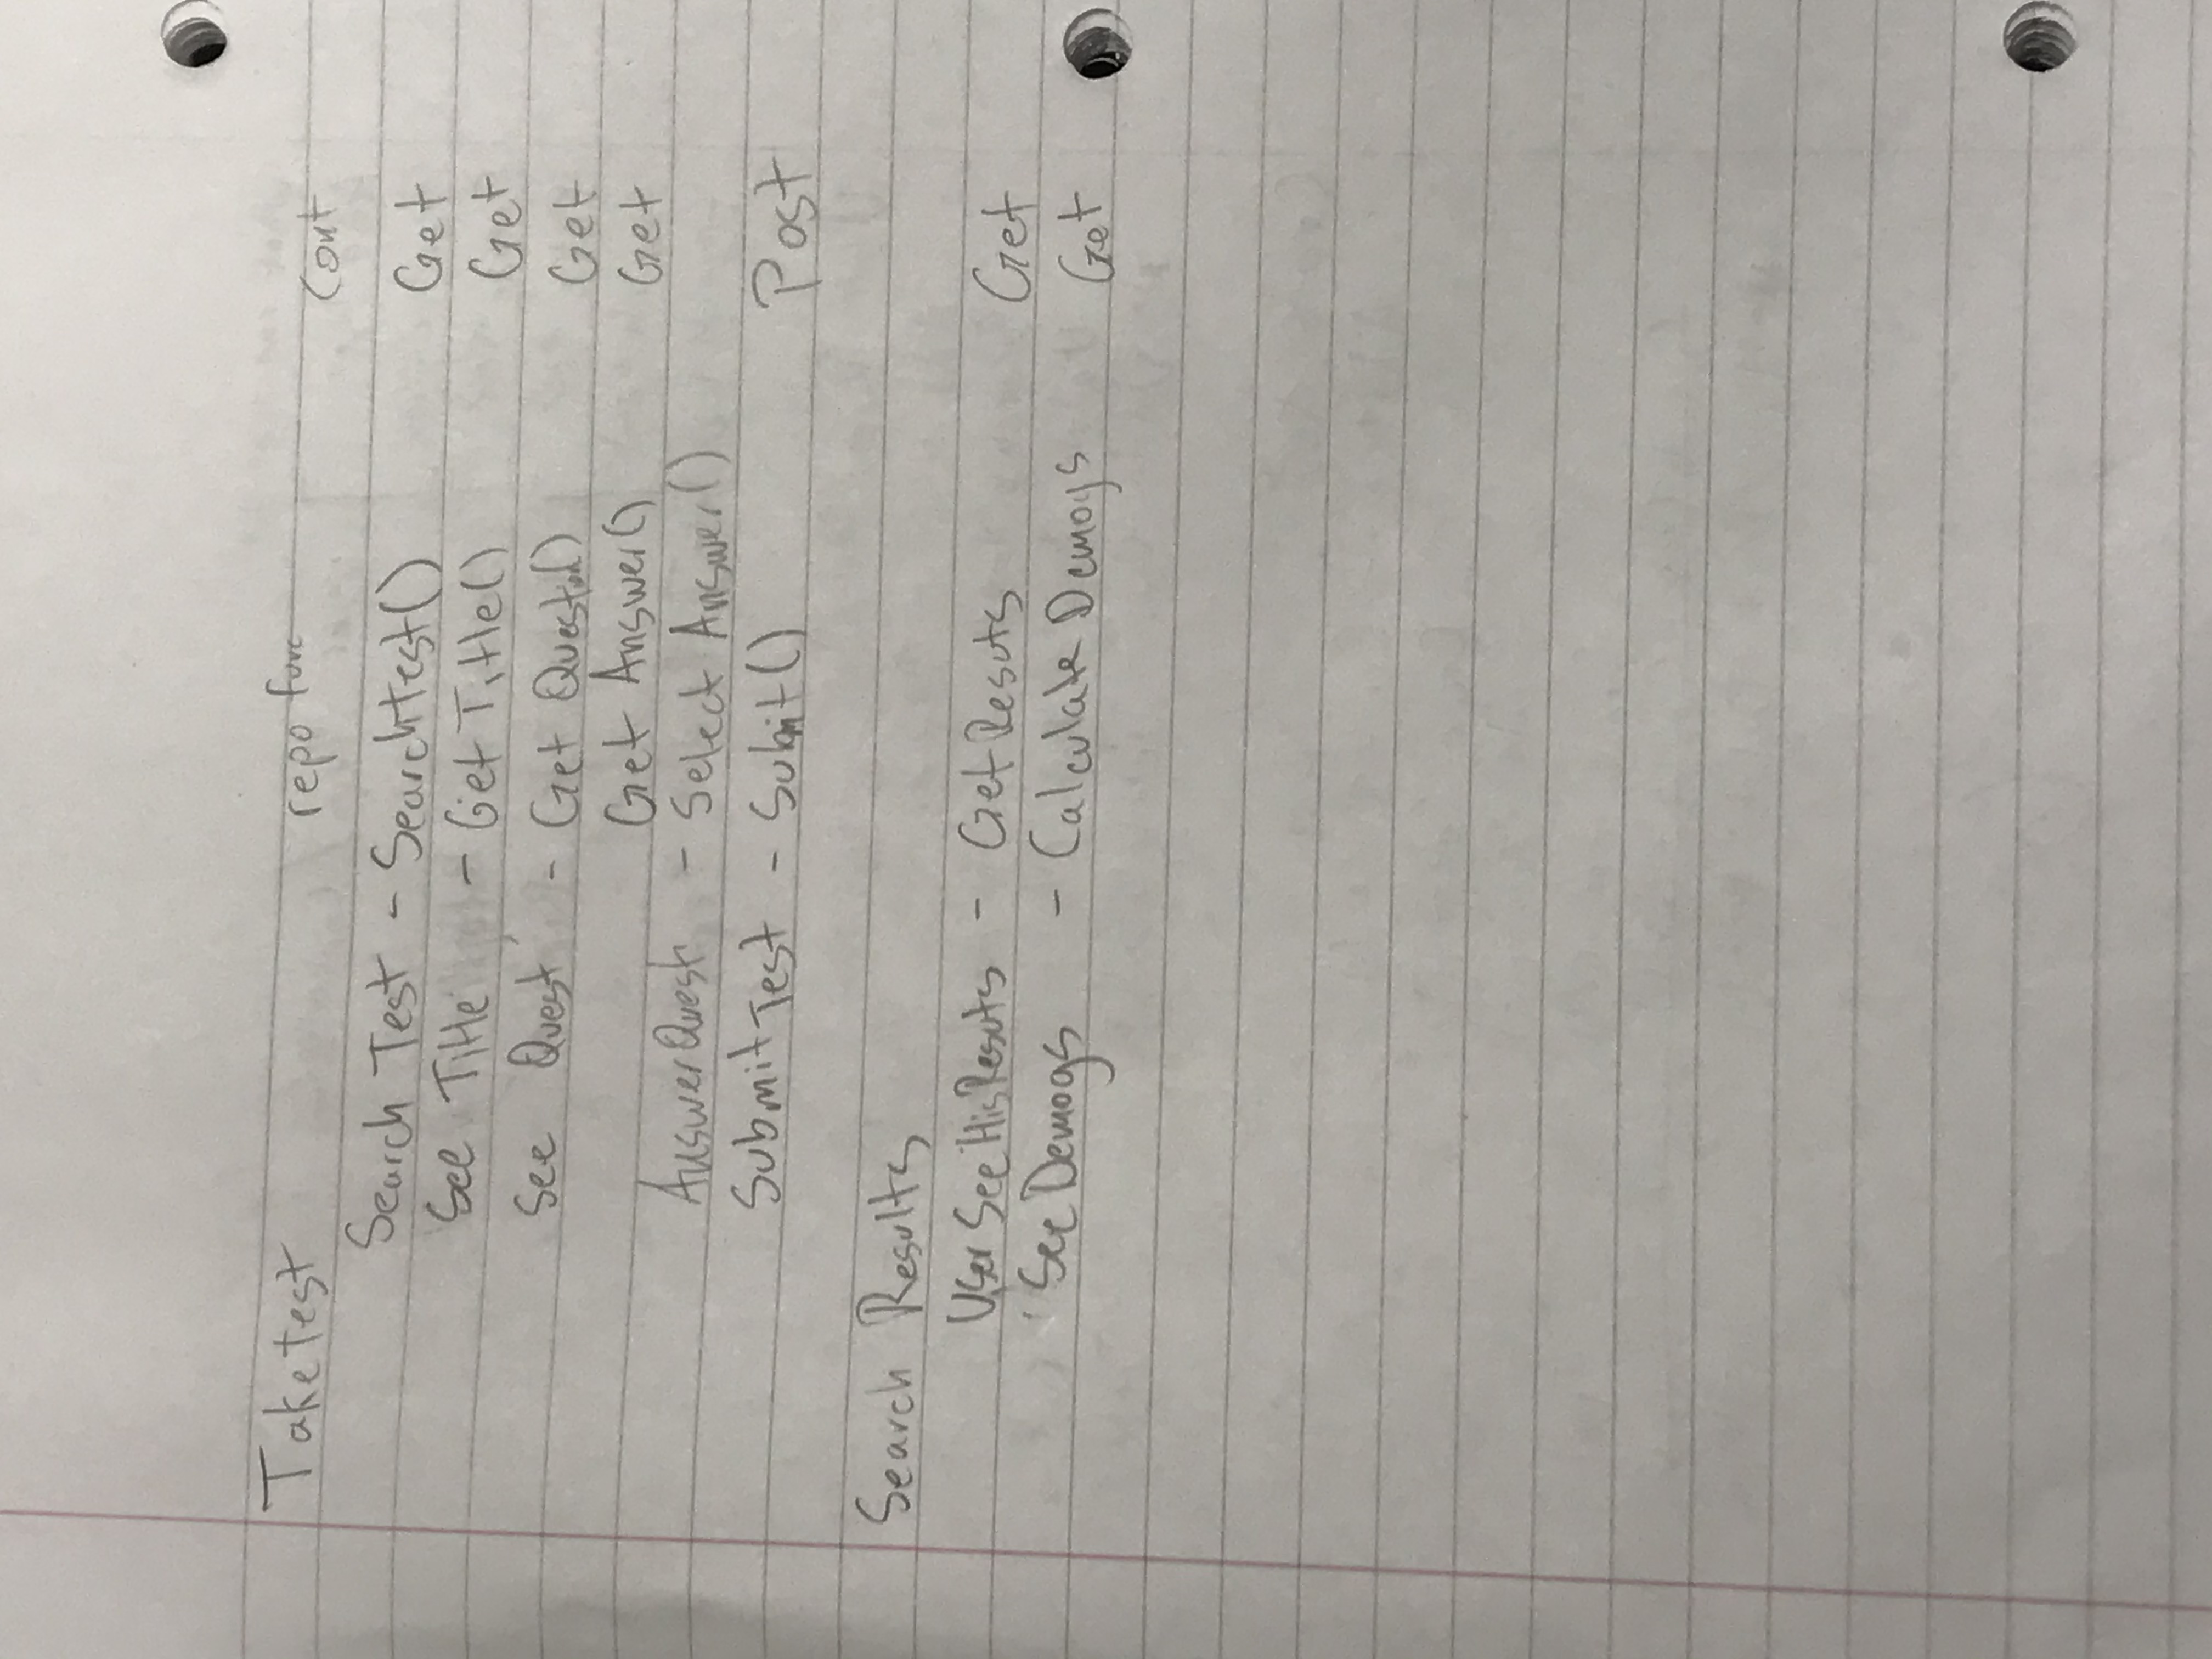 Taketest repo func Cont
Search Test - Searchtest() Get
See Title - Get Title() Get
See Quest - Get Question() Get
Get Answer() Get
AnswerQuest - Select Answer()
Submit Test - Submit() Post
Search Results
User See His Resuts - Get Resuts Get
See Demogs - Calculate Demogs Get